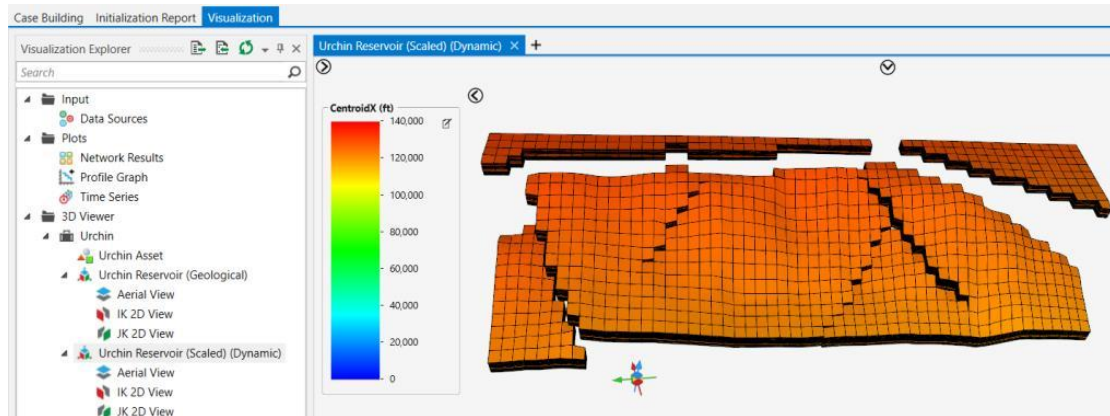 Case Building Initialization Report Visualization
Visualization Explorer
Search
Input
Data Sources
Plots
Network Results
Profile Graph
Time Series
3D Viewer
Urchin
Urchin Asset
Urchin Reservoir (Geological)
Aerial View
IK 2D View
JK 2D View
Urchin Reservoir (Scaled) (Dynamic)
Aerial View
IK 2D View
JK 2D View
Urchin Reservoir (Scaled) (Dynamic)
CentroidX (ft)
140,000
120,000
100,000
80,000
60,000
40,000
20,000
0